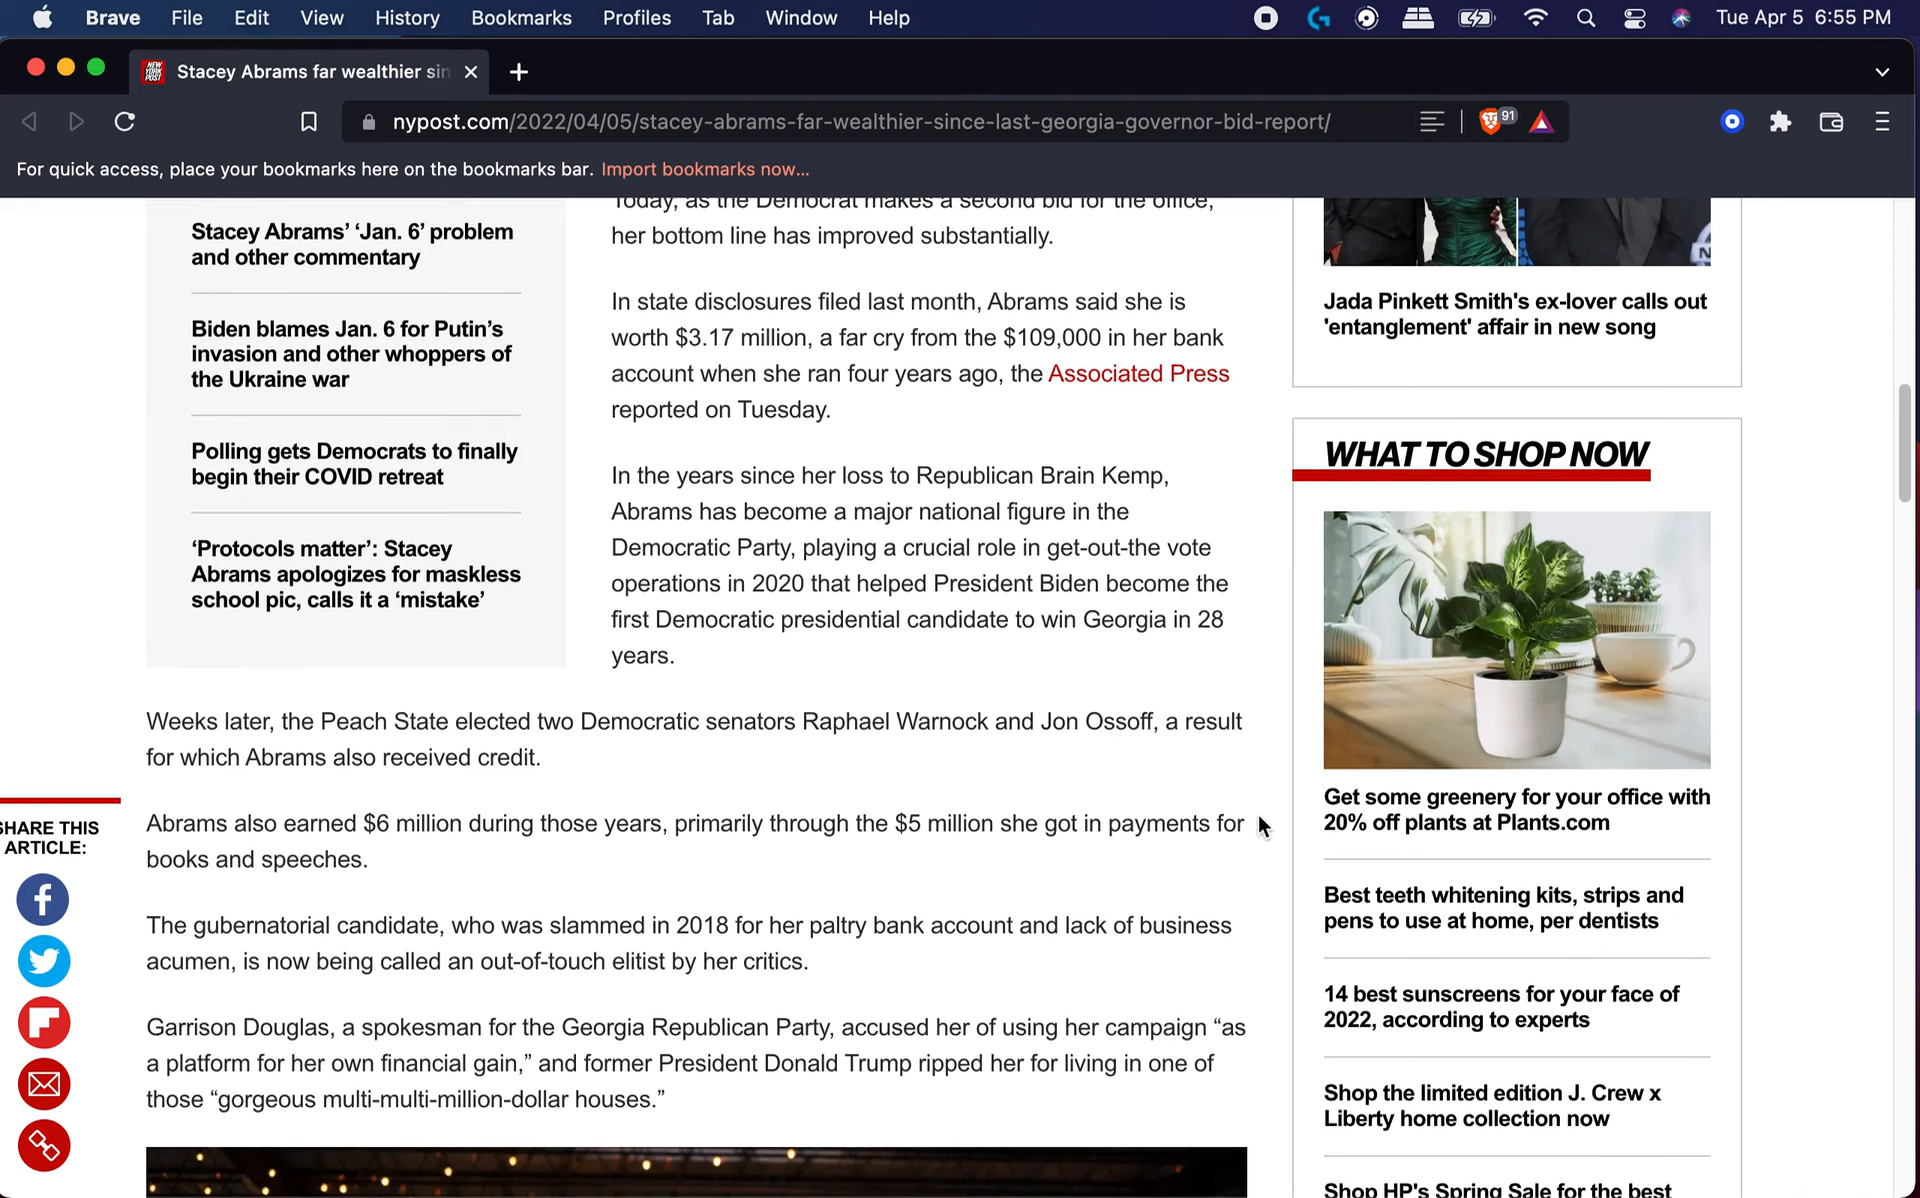 Brave File Edit View History Bookmarks Profiles Tab Window Help
Tue Apr 5 6:55 PM
NEW YORK POST
Stacey Abrams far wealthier sin
nypost.com/2022/04/05/stacey-abrams-far-wealthier-since-last-georgia-governor-bid-report/
91
For quick access, place your bookmarks here on the bookmarks bar. Import bookmarks now...
Stacey Abrams’ ‘Jan. 6’ problem
and other commentary
Biden blames Jan. 6 for Putin’s
invasion and other whoppers of
the Ukraine war
Polling gets Democrats to finally
begin their COVID retreat
‘Protocols matter’: Stacey
Abrams apologizes for maskless
school pic, calls it a ‘mistake’
Today, as the Democrat makes a second bid for the office,
her bottom line has improved substantially.
In state disclosures filed last month, Abrams said she is
worth $3.17 million, a far cry from the $109,000 in her bank
account when she ran four years ago, the Associated Press
reported on Tuesday.
In the years since her loss to Republican Brain Kemp,
Abrams has become a major national figure in the
Democratic Party, playing a crucial role in get-out-the vote
operations in 2020 that helped President Biden become the
first Democratic presidential candidate to win Georgia in 28
years.
Weeks later, the Peach State elected two Democratic senators Raphael Warnock and Jon Ossoff, a result
for which Abrams also received credit.
Abrams also earned $6 million during those years, primarily through the $5 million she got in payments for
books and speeches.
The gubernatorial candidate, who was slammed in 2018 for her paltry bank account and lack of business
acumen, is now being called an out-of-touch elitist by her critics.
Garrison Douglas, a spokesman for the Georgia Republican Party, accused her of using her campaign “as
a platform for her own financial gain,” and former President Donald Trump ripped her for living in one of
those “gorgeous multi-multi-million-dollar houses.”
SHARE THIS
ARTICLE:
N
Jada Pinkett Smith's ex-lover calls out
'entanglement' affair in new song
WHAT TO SHOP NOW
Get some greenery for your office with
20% off plants at Plants.com
Best teeth whitening kits, strips and
pens to use at home, per dentists
14 best sunscreens for your face of
2022, according to experts
Shop the limited edition J. Crew x
Liberty home collection now
Shop HP's Spring Sale for the best